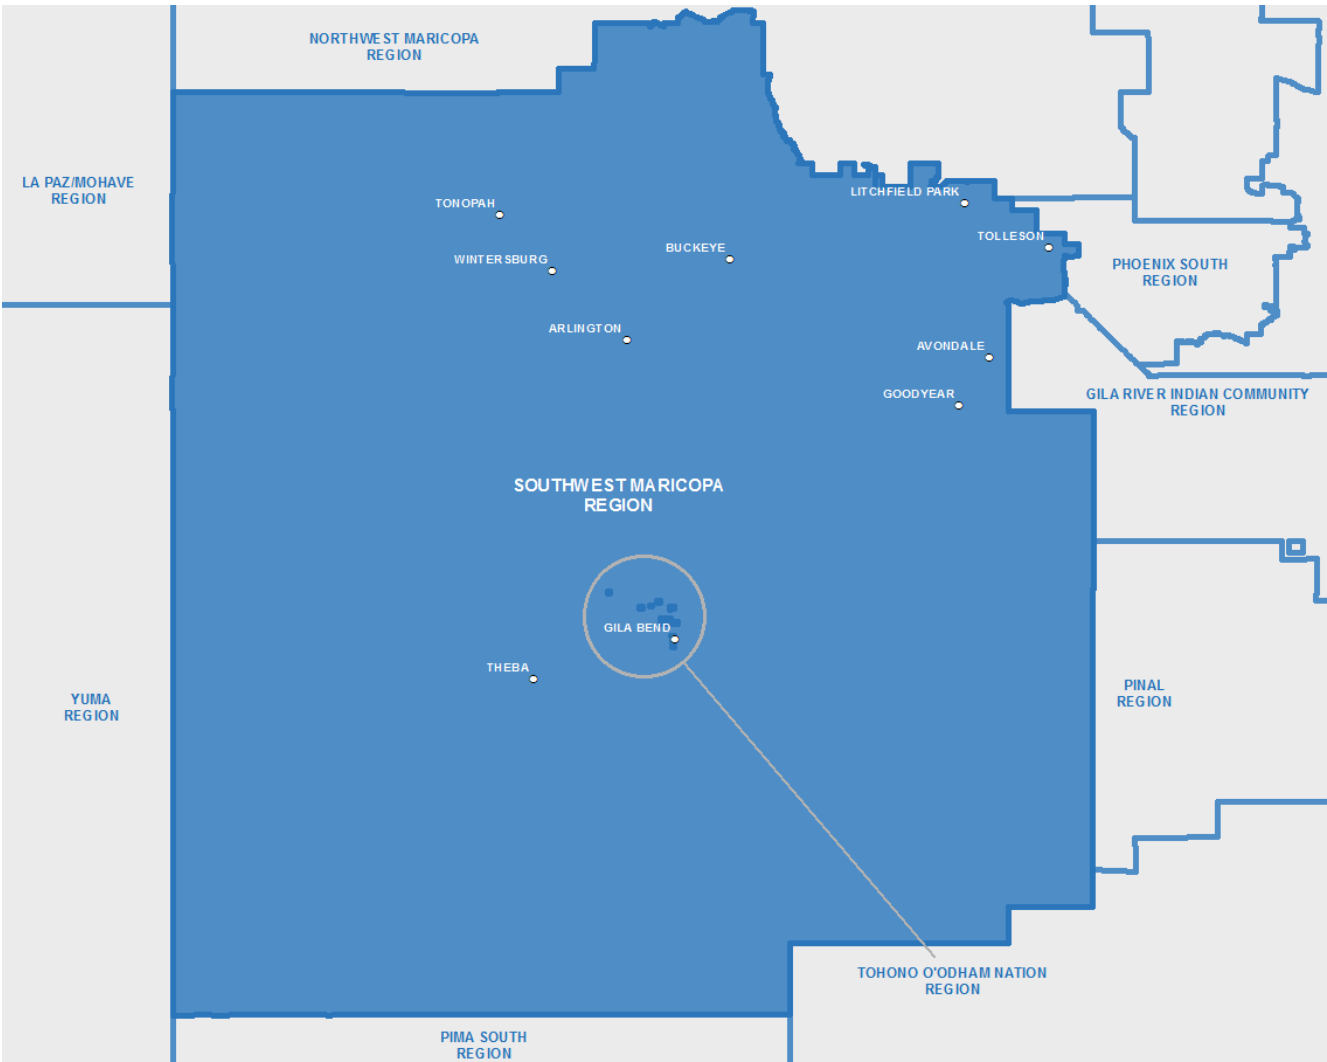 NORTHWEST MARICOPA
REGION
LA PAZ/MOHAVE
REGION
LITCHFIELD PARK
TONOPAH
TOLLESON
BUCKEYE
WINTERSBURG
PHOENIX SOUTH
REGION
ARLINGTON
AVONDALE
GOODYEAR
GILA RIVER INDIAN COMMUNITY
REGION
SOUTHWEST MARICOPA
REGION
GILA BEND
THEBA
YUMA
REGION
PINAL
REGION
TOHONO O'ODHAM NATION
REGION
PIMA SOUTH
REGION